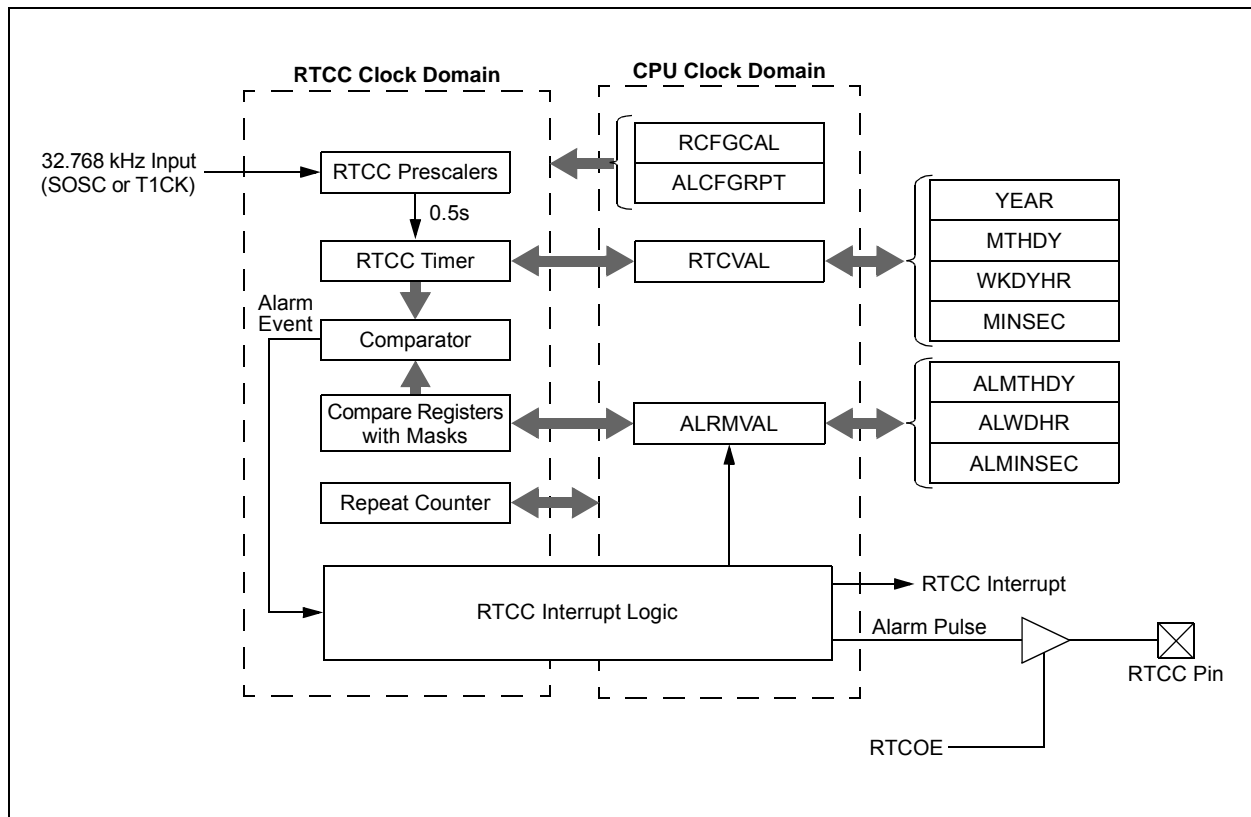 RTCC Clock Domain
CPU Clock Domain
32.768 kHz Input
(SOSC or T1CK)
RTCC Prescalers
0.5s
RTCC Timer
Alarm
Event
Comparator
Compare Registers
with Masks
Repeat Counter
RCFGCAL
ALCFGRPT
RTCVAL
ALRMVAL
YEAR
MTHDY
WKDYHR
MINSEC
ALMTHDY
ALWDHR
ALMINSEC
RTCC Interrupt Logic
RTCC Interrupt
Alarm Pulse
RTCC Pin
RTCOE